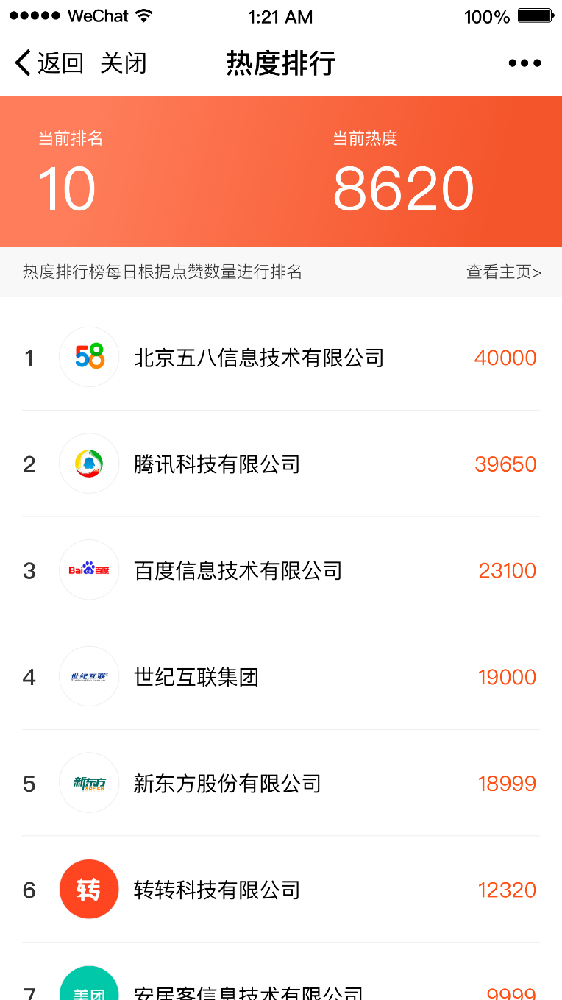 WeChat 1:21 AM 100%
返回 关闭 热度排行
当前排名 当前热度
10 8620
热度排行榜每日根据点赞数量进行排名 查看主页>
1 58 北京五八信息技术有限公司 40000
2 腾讯科技有限公司 39650
3 Bai du 百度 百度信息技术有限公司 23100
4 世纪互联 世纪互联集团 19000
5 新东方 XDF.CN 新东方股份有限公司 18999
6 转 转转科技有限公司 12320
7 美团 安居客信息技术有限公司 9999